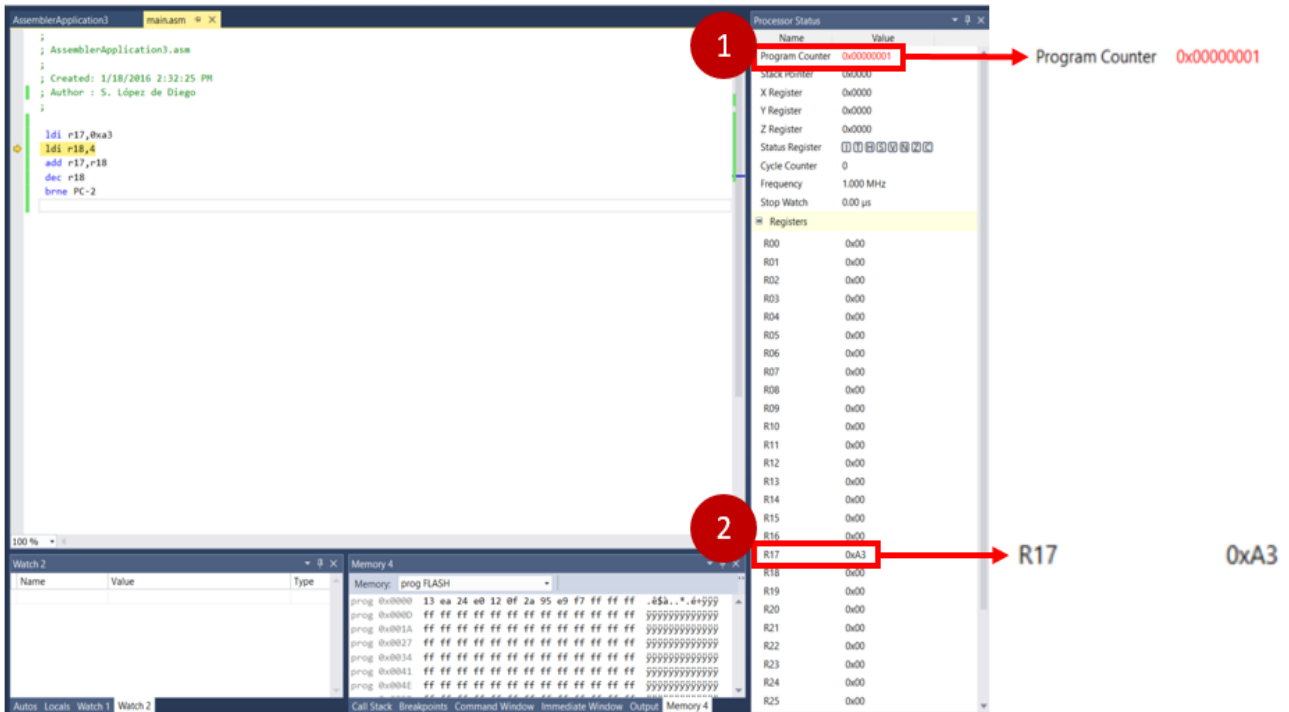 AssemblerApplication3 main.asm
;
; AssemblerApplication3.asm
;
; Created: 1/18/2016 2:32:25 PM
; Author : S. López de Diego
;
ldi r17,0xa3
ldi r18,4
add r17,r18
dec r18
brne PC-2
100 %
Watch 2
Name Value Type
Autos Locals Watch 1 Watch 2
Memory 4
Memory: prog FLASH
prog 0x0000 13 ea 24 e0 12 0f 2a 95 e9 f7 ff ff ff .ê$à..*.é÷ÿÿÿ
prog 0x000D ff ff ff ff ff ff ff ff ff ff ff ff ff ÿÿÿÿÿÿÿÿÿÿÿÿÿ
prog 0x001A ff ff ff ff ff ff ff ff ff ff ff ff ff ÿÿÿÿÿÿÿÿÿÿÿÿÿ
prog 0x0027 ff ff ff ff ff ff ff ff ff ff ff ff ff ÿÿÿÿÿÿÿÿÿÿÿÿÿ
prog 0x0034 ff ff ff ff ff ff ff ff ff ff ff ff ff ÿÿÿÿÿÿÿÿÿÿÿÿÿ
prog 0x0041 ff ff ff ff ff ff ff ff ff ff ff ff ff ÿÿÿÿÿÿÿÿÿÿÿÿÿ
prog 0x004E ff ff ff ff ff ff ff ff ff ff ff ff ff ÿÿÿÿÿÿÿÿÿÿÿÿÿ
Call Stack Breakpoints Command Window Immediate Window Output Memory 4
Processor Status
Name Value
1
Program Counter 0x00000001
Stack Pointer 0x0000
X Register 0x0000
Y Register 0x0000
Z Register 0x0000
Status Register I T H S V N Z C
Cycle Counter 0
Frequency 1.000 MHz
Stop Watch 0.00 µs
Registers
R00 0x00
R01 0x00
R02 0x00
R03 0x00
R04 0x00
R05 0x00
R06 0x00
R07 0x00
R08 0x00
R09 0x00
R10 0x00
R11 0x00
R12 0x00
R13 0x00
R14 0x00
R15 0x00
R16 0x00
2
R17 0xA3
R18 0x00
R19 0x00
R20 0x00
R21 0x00
R22 0x00
R23 0x00
R24 0x00
R25 0x00
Program Counter 0x00000001
R17 0xA3